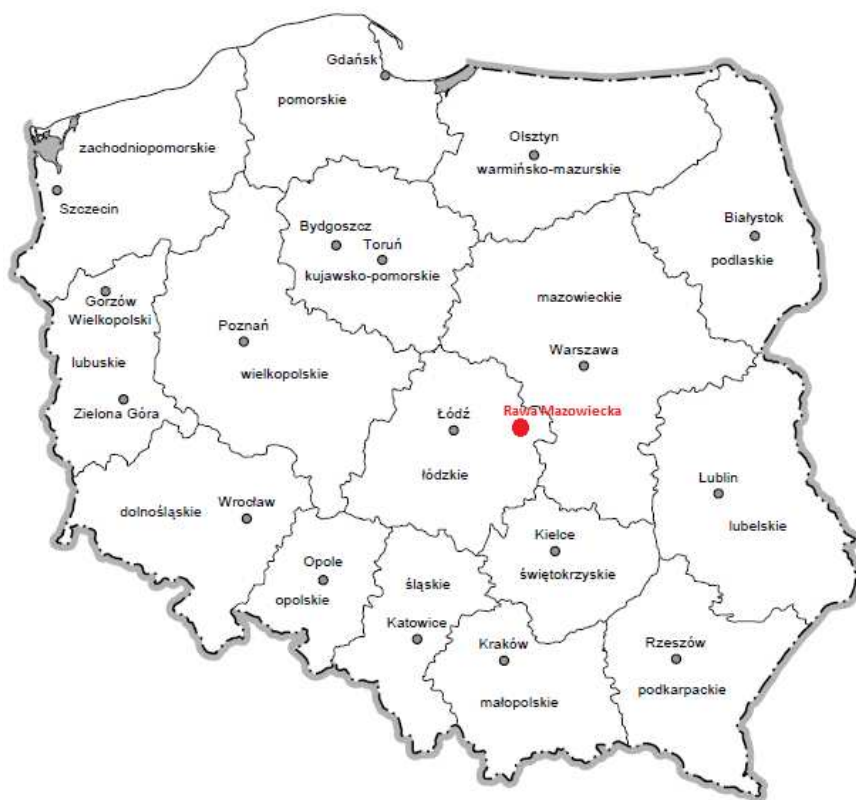 Gdańsk
pomorskie
Olsztyn
warmińsko-mazurskie
zachodniopomorskie
Szczecin
Białystok
podlaskie
Bydgoszcz
Toruń
kujawsko-pomorskie
mazowieckie
Gorzów
Wielkopolski
lubuskie
Zielona Góra
Poznań
wielkopolskie
Warszawa
Rawa Mazowiecka
Łódź
łódzkie
Lublin
lubelskie
dolnośląskie
Wrocław
Opole
opolskie
śląskie
Katowice
Kielce
świętokrzyskie
Kraków
małopolskie
Rzeszów
podkarpackie